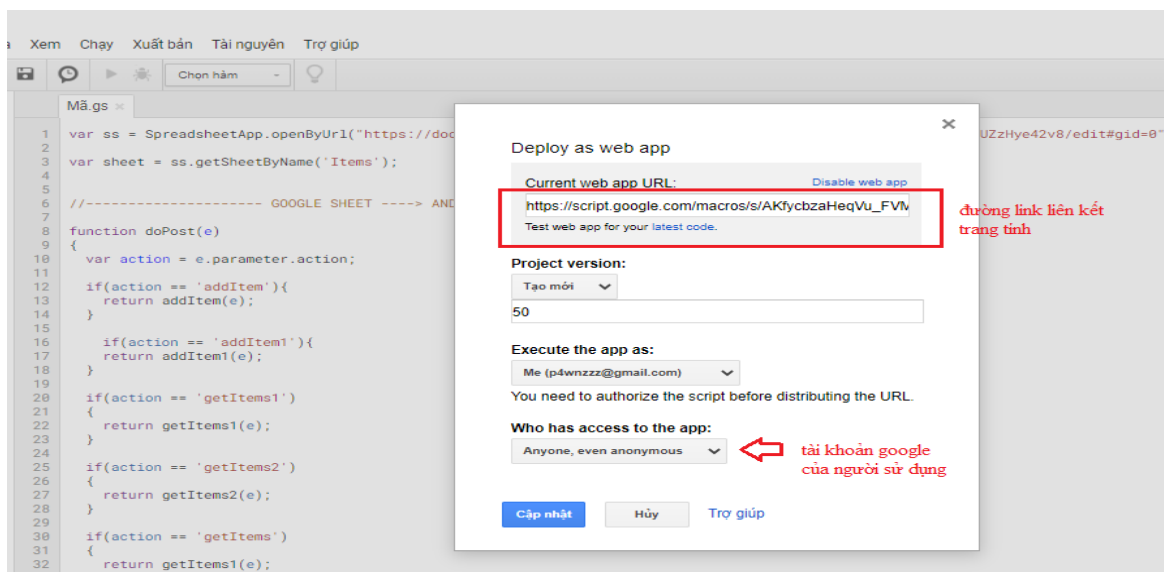 Xem Chạy Xuất bản Tài nguyên Trợ giúp
Chọn hàm
Mã.gs ×
1 var ss = SpreadsheetApp.openByUrl("https://doc UZzHye42v8/edit#gid=0"
2
3 var sheet = ss.getSheetByName('Items');
4
5
6 //---------------------- GOOGLE SHEET ----> AND
7
8 function doPost(e)
9 {
10 var action = e.parameter.action;
11
12 if(action == 'addItem'){
13 return addItem(e);
14 }
15
16 if(action == 'addItem1'){
17 return addItem1(e);
18 }
19
20 if(action == 'getItems1')
21 {
22 return getItems1(e);
23 }
24
25 if(action == 'getItems2')
26 {
27 return getItems2(e);
28 }
29
30 if(action == 'getItems')
31 {
32 return getItems1(e);
Deploy as web app
Current web app URL: Disable web app
https://script.google.com/macros/s/AKfycbzaHeqVu_FVM
Test web app for your latest code.
đường link liên kết
trang tính
Project version:
Tạo mới
50
Execute the app as:
Me (p4wnzzz@gmail.com)
You need to authorize the script before distributing the URL.
Who has access to the app:
Anyone, even anonymous
tài khoản google
của người sử dụng
Cập nhật Hủy Trợ giúp